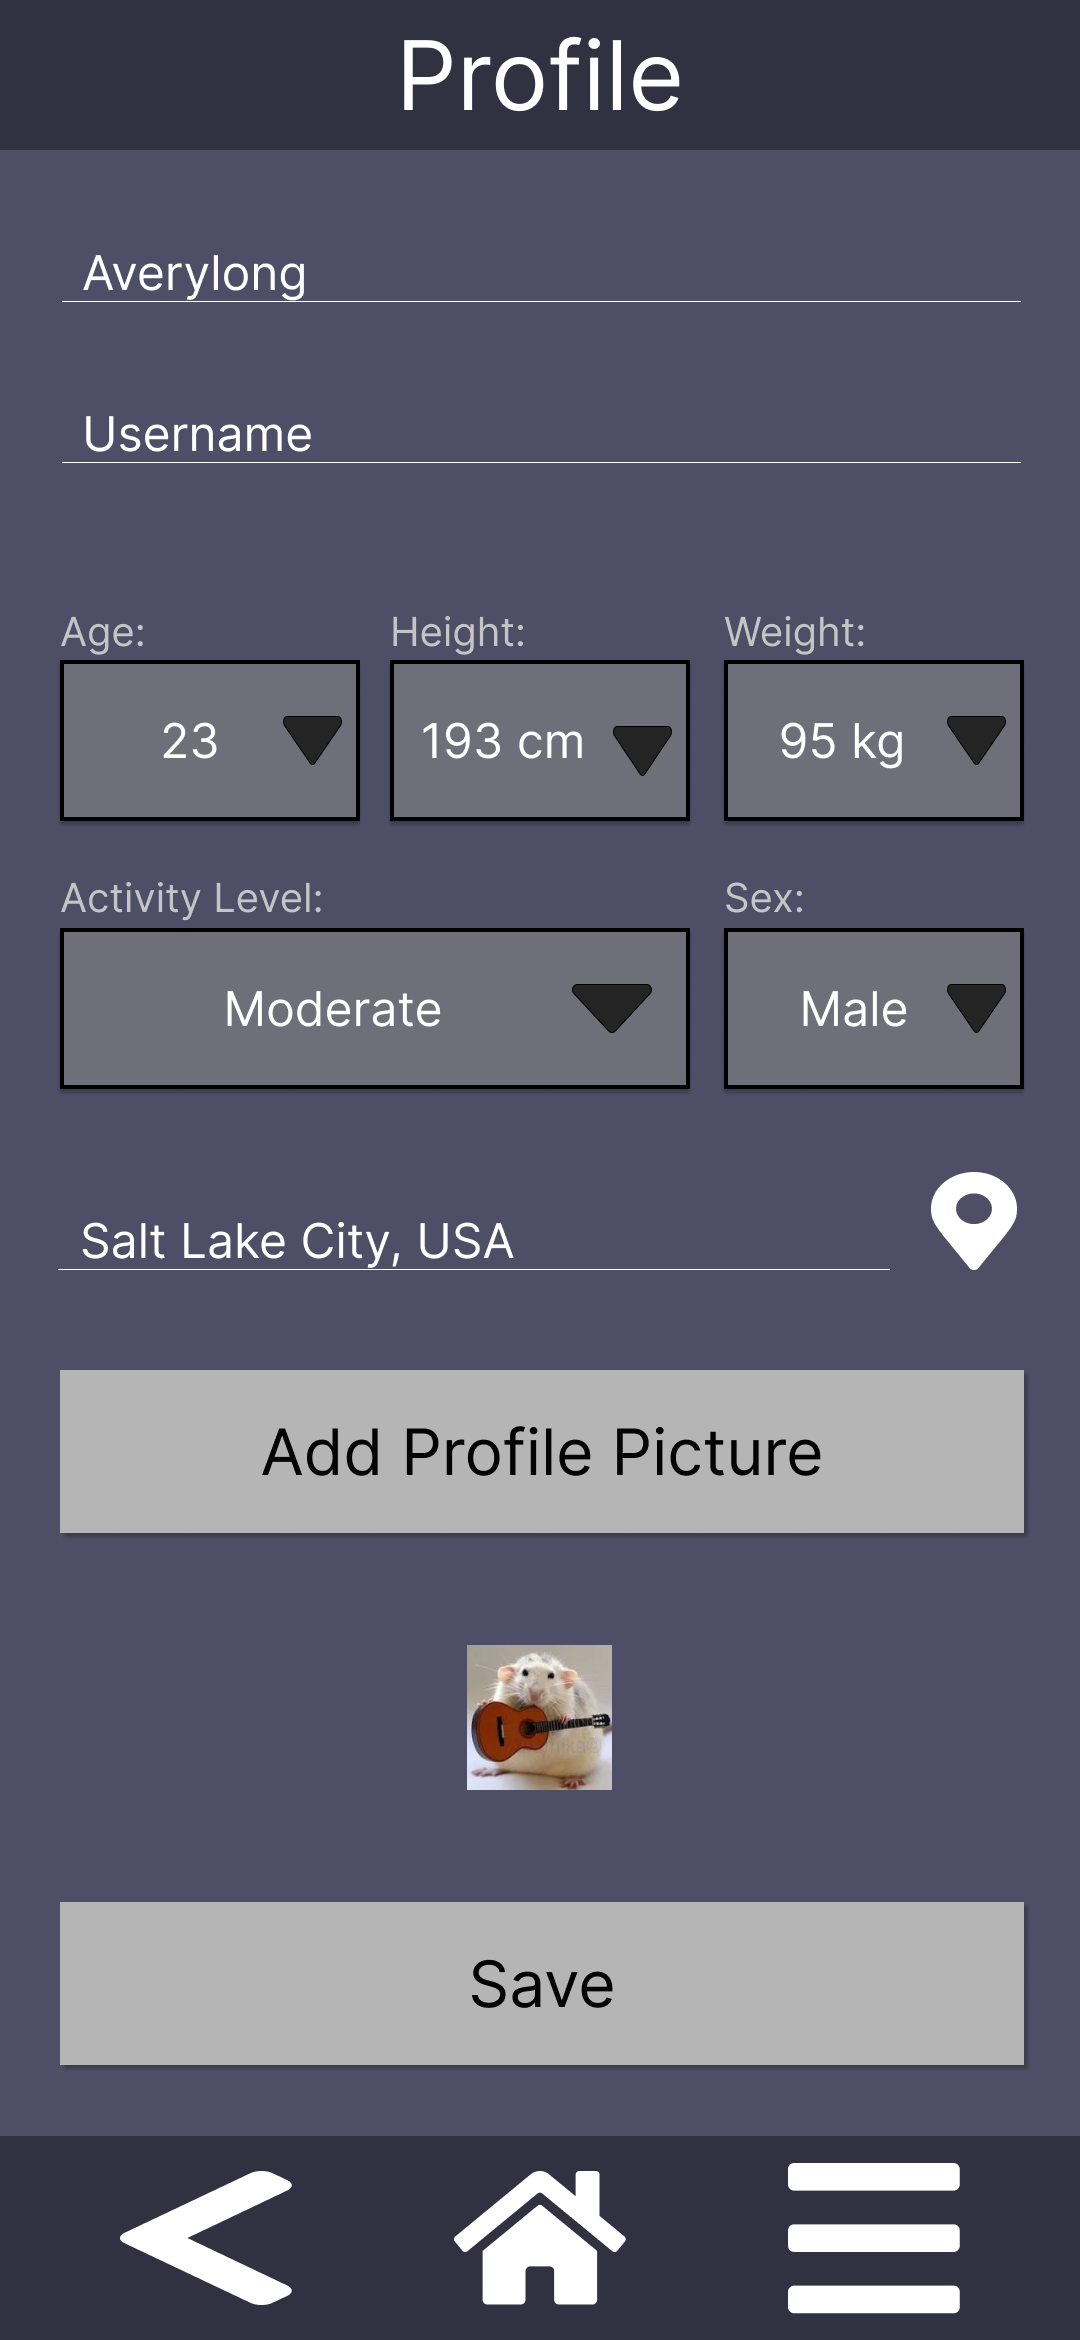 Profile
Averylong
Username
Age: Height: Weight:
23 193 cm 95 kg
Activity Level: Sex:
Moderate Male
Salt Lake City, USA
Add Profile Picture
Save